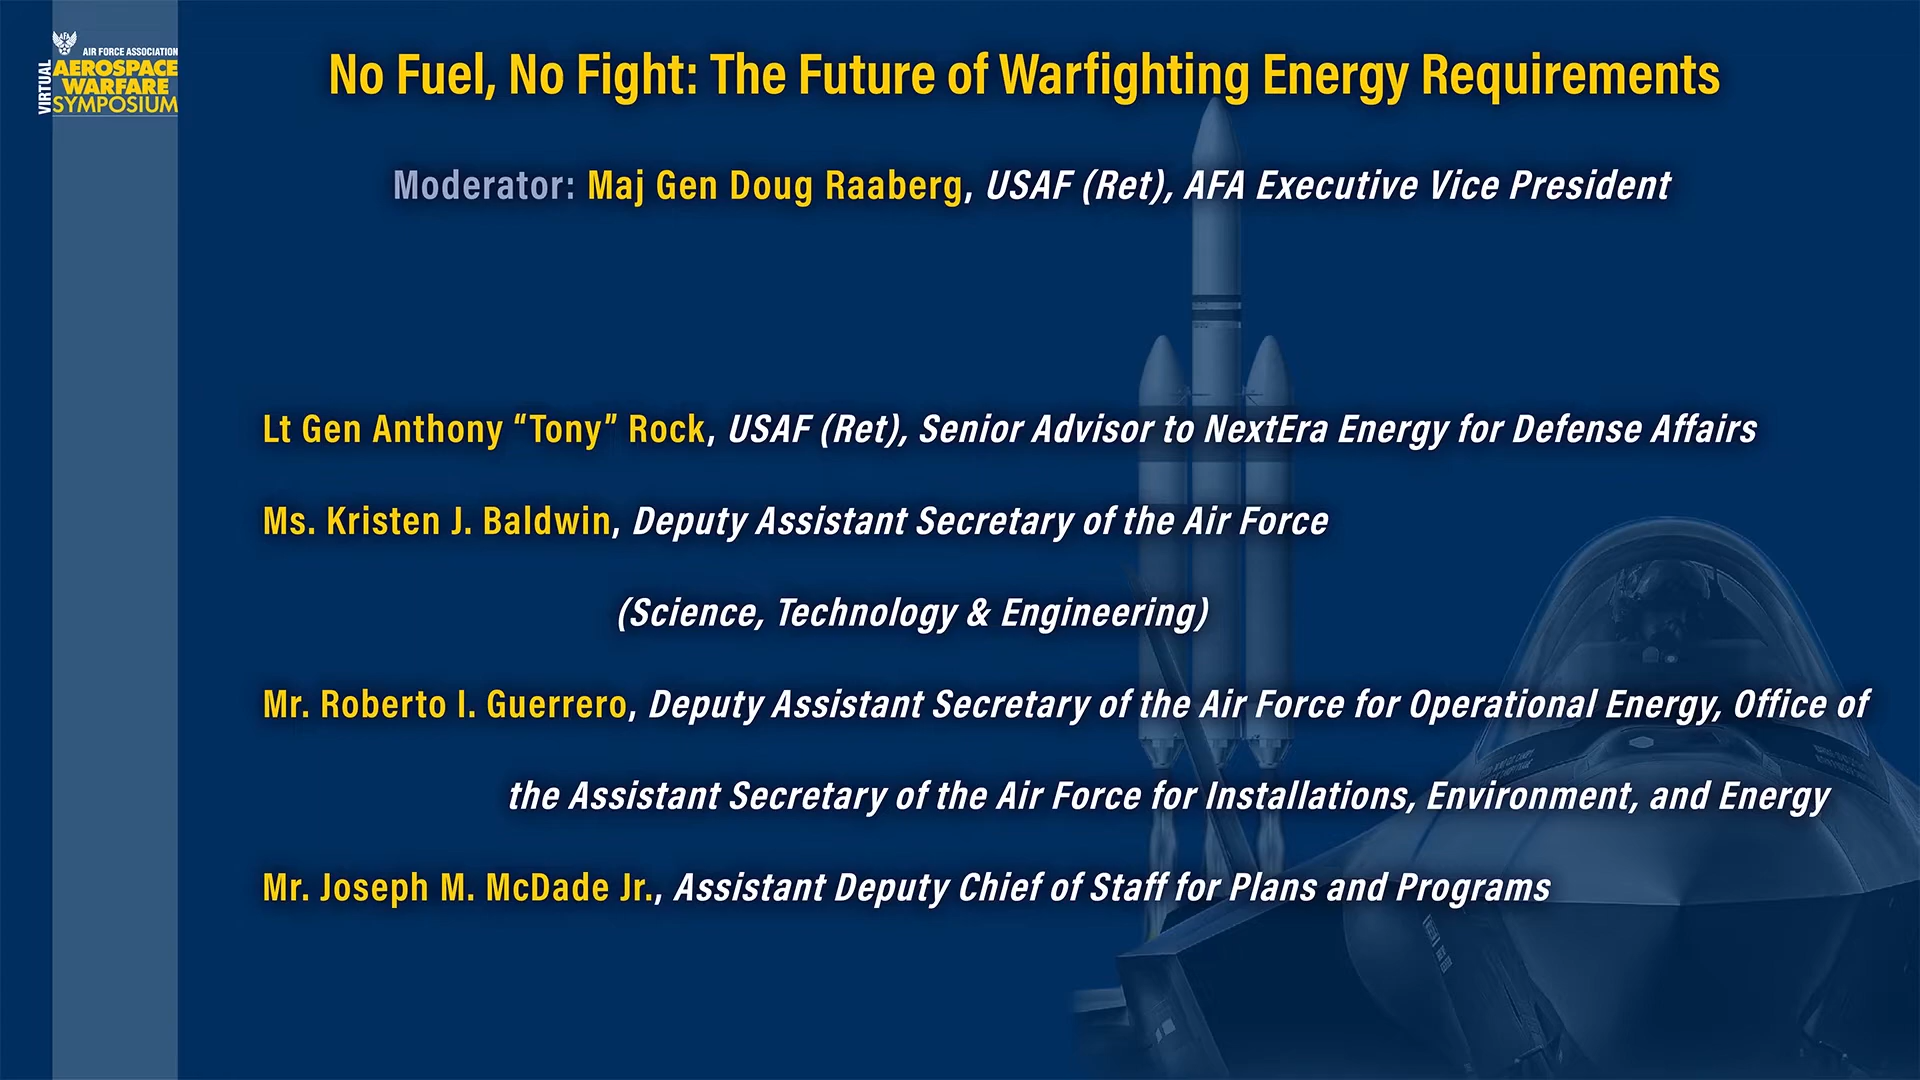 AFA
AIR FORCE ASSOCIATION
VIRTUAL
AEROSPACE
WARFARE
SYMPOSIUM
No Fuel, No Fight: The Future of Warfighting Energy Requirements
Moderator: Maj Gen Doug Raaberg, USAF (Ret), AFA Executive Vice President
Lt Gen Anthony “Tony” Rock, USAF (Ret), Senior Advisor to NextEra Energy for Defense Affairs
Ms. Kristen J. Baldwin, Deputy Assistant Secretary of the Air Force
(Science, Technology & Engineering)
Mr. Roberto I. Guerrero, Deputy Assistant Secretary of the Air Force for Operational Energy, Office of
the Assistant Secretary of the Air Force for Installations, Environment, and Energy
Mr. Joseph M. McDade Jr., Assistant Deputy Chief of Staff for Plans and Programs